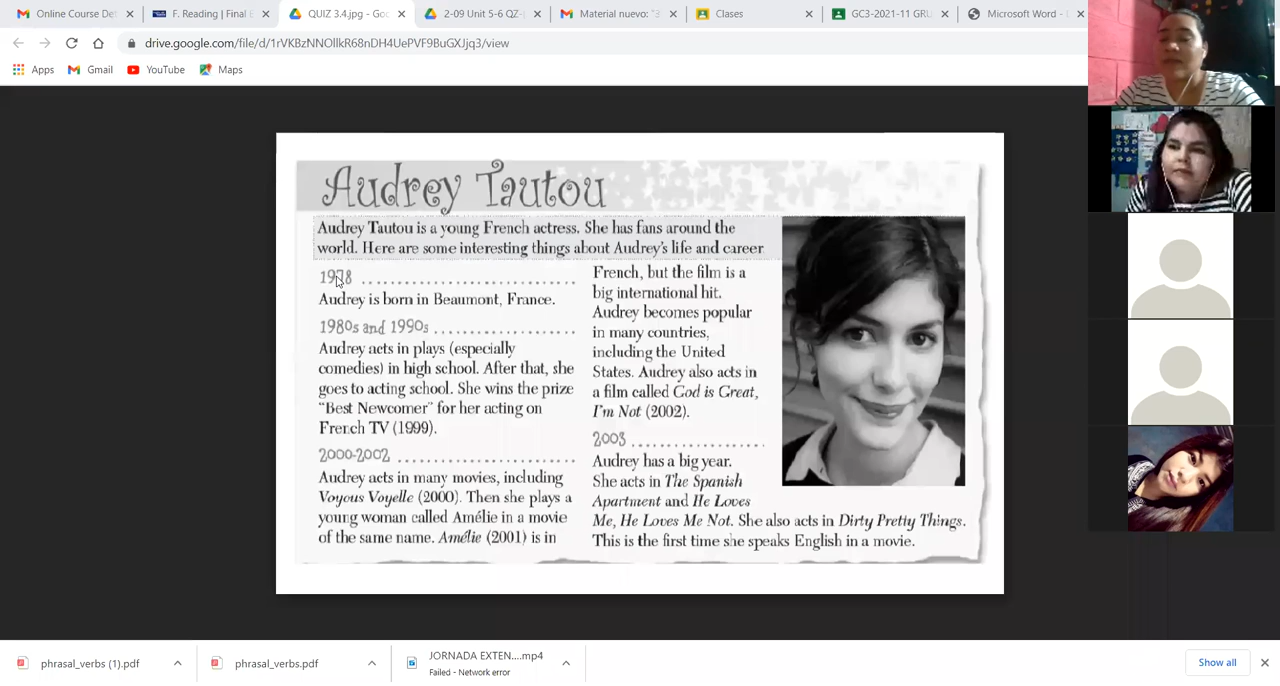 Online Course Det
F. Reading | Final E
QUIZ 3.4.jpg - Goo
2-09 Unit 5-6 QZ-
Material nuevo: "3
Clases
GC3-2021-11 GRU
Microsoft Word - L
drive.google.com/file/d/1rVKBzNNOllkR68nDH4UePVF9BuGXJjq3/view
Apps
Gmail
YouTube
Maps
Audrey Tautou
Audrey Tautou is a young French actress. She has fans around the
world. Here are some interesting things about Audrey's life and career
1978
Audrey is born in Beaumont, France.
1980s and 1990s
Audrey acts in plays (especially
comedies) in high school. After that, she
goes to acting school. She wins the prize
"Best Newcomer" for her acting on
French TV (1999).
2000-2002
Audrey acts in many movies, including
Voyous Voyelle (2000). Then she plays a
young woman called Amélie in a movie
of the same name. Amélie (2001) is in
French, but the film is a
big international hit.
Audrey becomes popular
in many countries,
including the United
States. Audrey also acts in
a film called God is Great,
I'm Not (2002).
2003
Audrey has a big year.
She acts in The Spanish
Apartment and He Loves
Me, He Loves Me Not. She also acts in Dirty Pretty Things.
This is the first time she speaks English in a movie.
phrasal_verbs (1).pdf
phrasal_verbs.pdf
JORNADA EXTEN....mp4
Failed - Network error
Show all